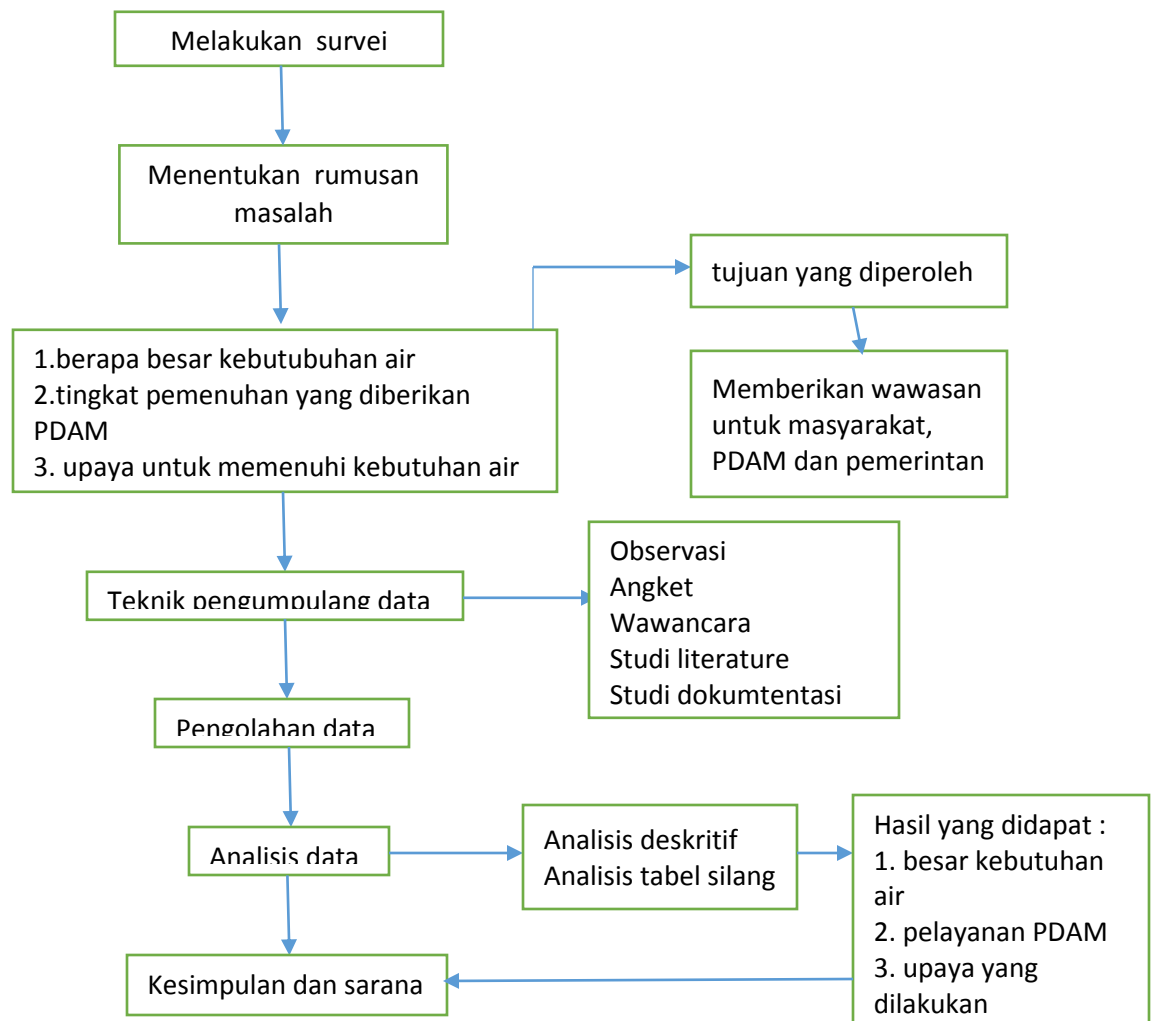 Melakukan survei
Menentukan rumusan
masalah
tujuan yang diperoleh
1.berapa besar kebutubuhan air
2.tingkat pemenuhan yang diberikan
PDAM
3. upaya untuk memenuhi kebutuhan air
Memberikan wawasan
untuk masyarakat,
PDAM dan pemerintan
Teknik pengumpulang data
Observasi
Angket
Wawancara
Studi literature
Studi dokumtentasi
Pengolahan data
Analisis data
Analisis deskritif
Analisis tabel silang
Hasil yang didapat :
1. besar kebutuhan
air
2. pelayanan PDAM
3. upaya yang
dilakukan
Kesimpulan dan sarana